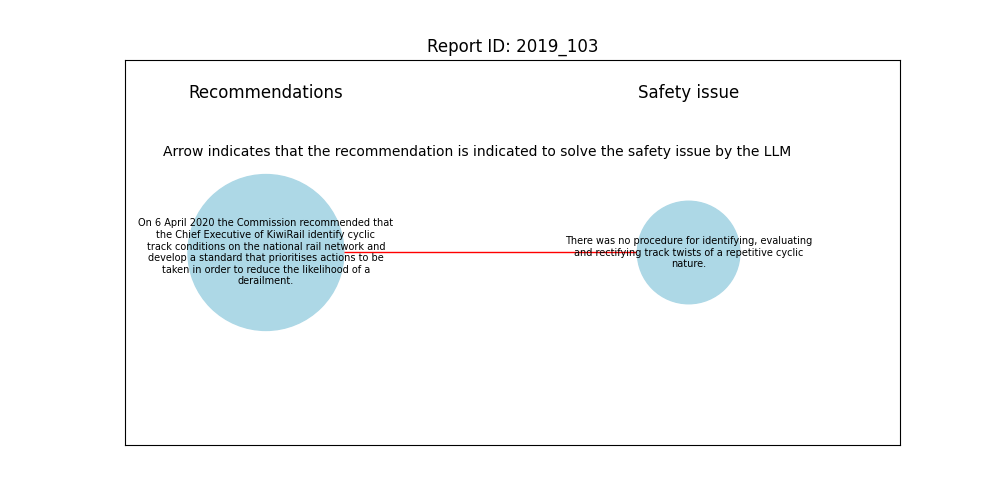 Report ID: 2019_103
Recommendations
Safety issue
Arrow indicates that the recommendation is indicated to solve the safety issue by the LLM
On 6 April 2020 the Commission recommended that
the Chief Executive of KiwiRail identify cyclic
track conditions on the national rail network and
develop a standard that prioritises actions to be
taken in order to reduce the likelihood of a
derailment.
There was no procedure for identifying, evaluating
and rectifying track twists of a repetitive cyclic
nature.